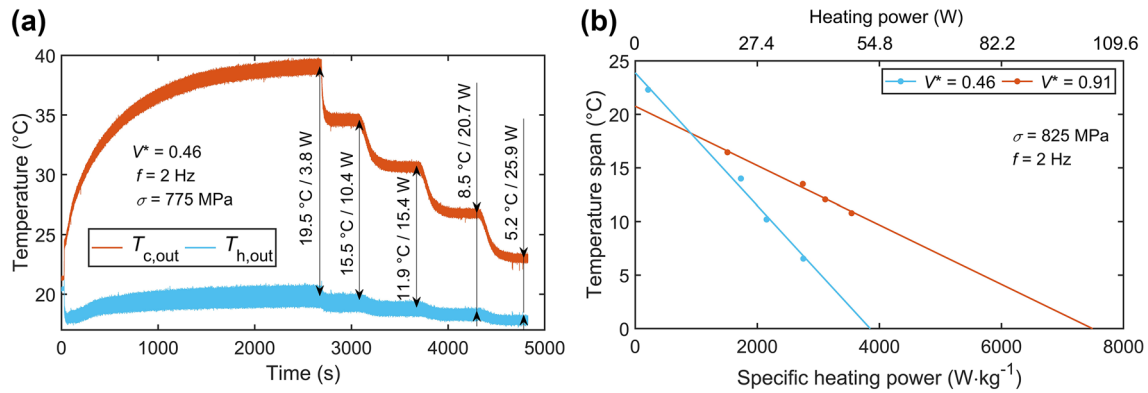 (a)
40
35
30
25
20
Temperature (°C)
V* = 0.46
f = 2 Hz
σ = 775 MPa
T_c,out
T_h,out
19.5 °C / 3.8 W
15.5 °C / 10.4 W
11.9 °C / 15.4 W
8.5 °C / 20.7 W
5.2 °C / 25.9 W
0
1000
2000
3000
4000
5000
Time (s)
(b)
Heating power (W)
0
27.4
54.8
82.2
109.6
25
20
15
10
5
0
Temperature span (°C)
V* = 0.46
V* = 0.91
σ = 825 MPa
f = 2 Hz
0
2000
4000
6000
8000
Specific heating power (W·kg⁻¹)